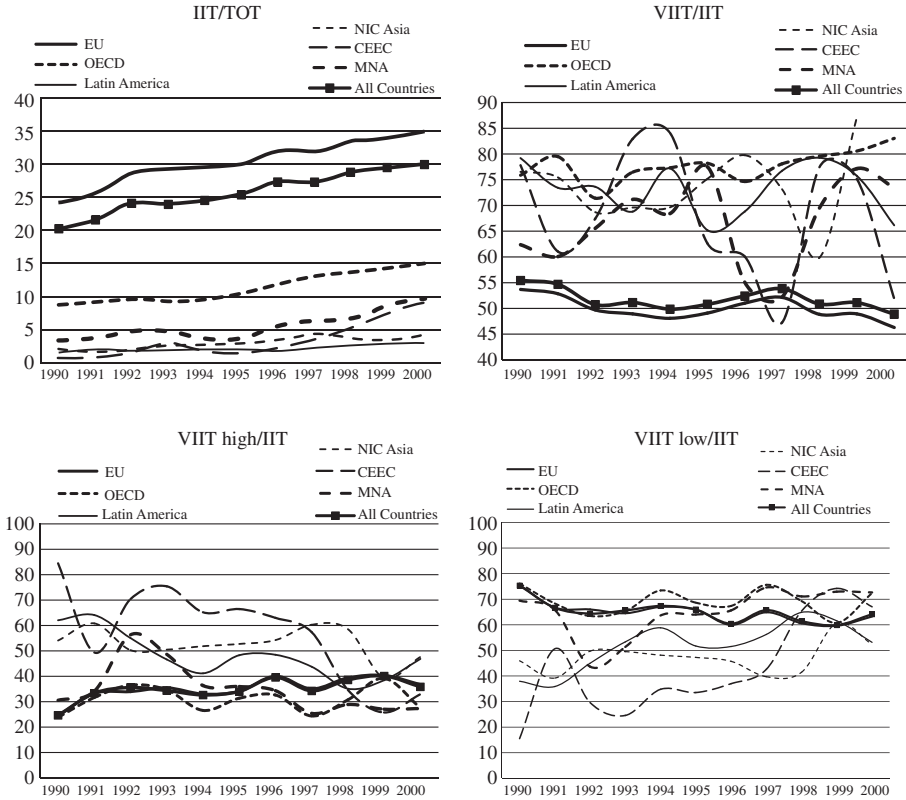 IIT/TOT
EU
OECD
Latin America
NIC Asia
CEEC
MNA
All Countries
40
35
30
25
20
15
10
5
0
1990 1991 1992 1993 1994 1995 1996 1997 1998 1999 2000
VIIT/IIT
EU
OECD
Latin America
NIC Asia
CEEC
MNA
All Countries
90
85
80
75
70
65
60
55
50
45
40
1990 1991 1992 1993 1994 1995 1996 1997 1998 1999 2000
VIIT high/IIT
EU
OECD
Latin America
NIC Asia
CEEC
MNA
All Countries
100
90
80
70
60
50
40
30
20
10
0
1990 1991 1992 1993 1994 1995 1996 1997 1998 1999 2000
VIIT low/IIT
EU
OECD
Latin America
NIC Asia
CEEC
MNA
All Countries
100
90
80
70
60
50
40
30
20
10
0
1990 1991 1992 1993 1994 1995 1996 1997 1998 1999 2000